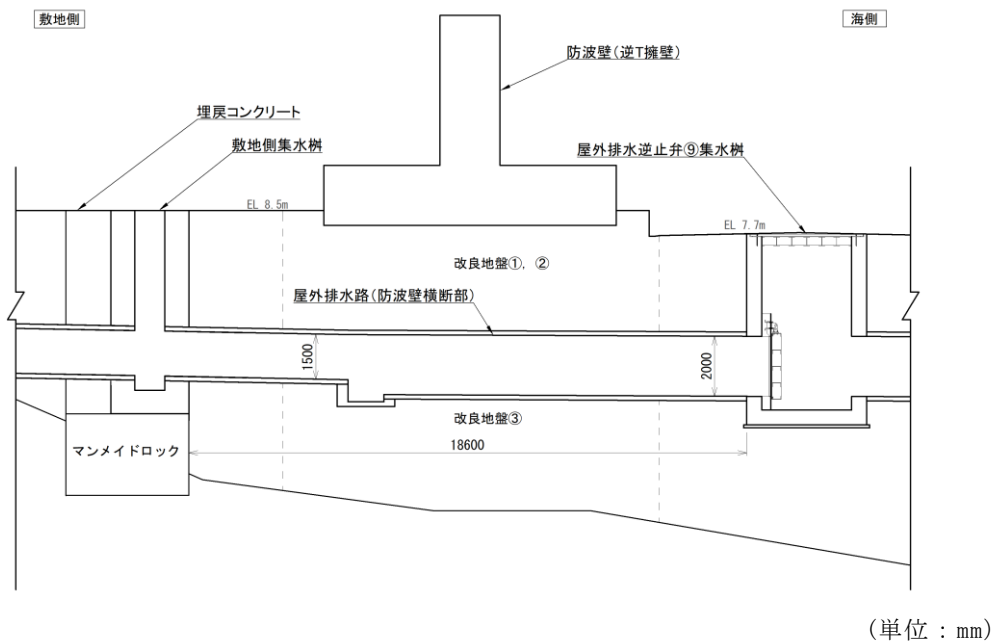 敷地側
海側
防波壁(逆T擁壁)
埋戻コンクリート
敷地側集水桝
屋外排水逆止弁⑨集水桝
EL 8.5m
EL 7.7m
改良地盤①，②
屋外排水路(防波壁横断部)
1500
2000
改良地盤③
マンメイドロック
18600
(単位：mm)